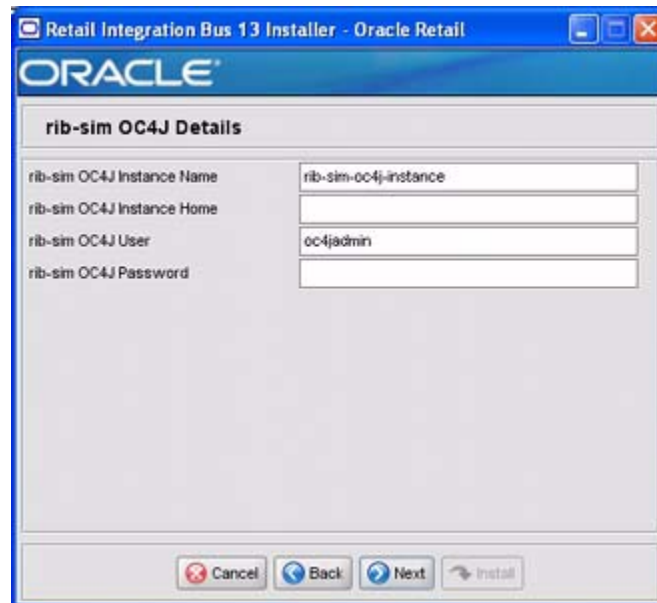 Retail Integration Bus 13 Installer - Oracle Retail
ORACLE®
rib-sim OC4J Details
rib-sim OC4J Instance Name rib-sim-oc4j-instance
rib-sim OC4J Instance Home
rib-sim OC4J User oc4jadmin
rib-sim OC4J Password
Cancel Back Next Install